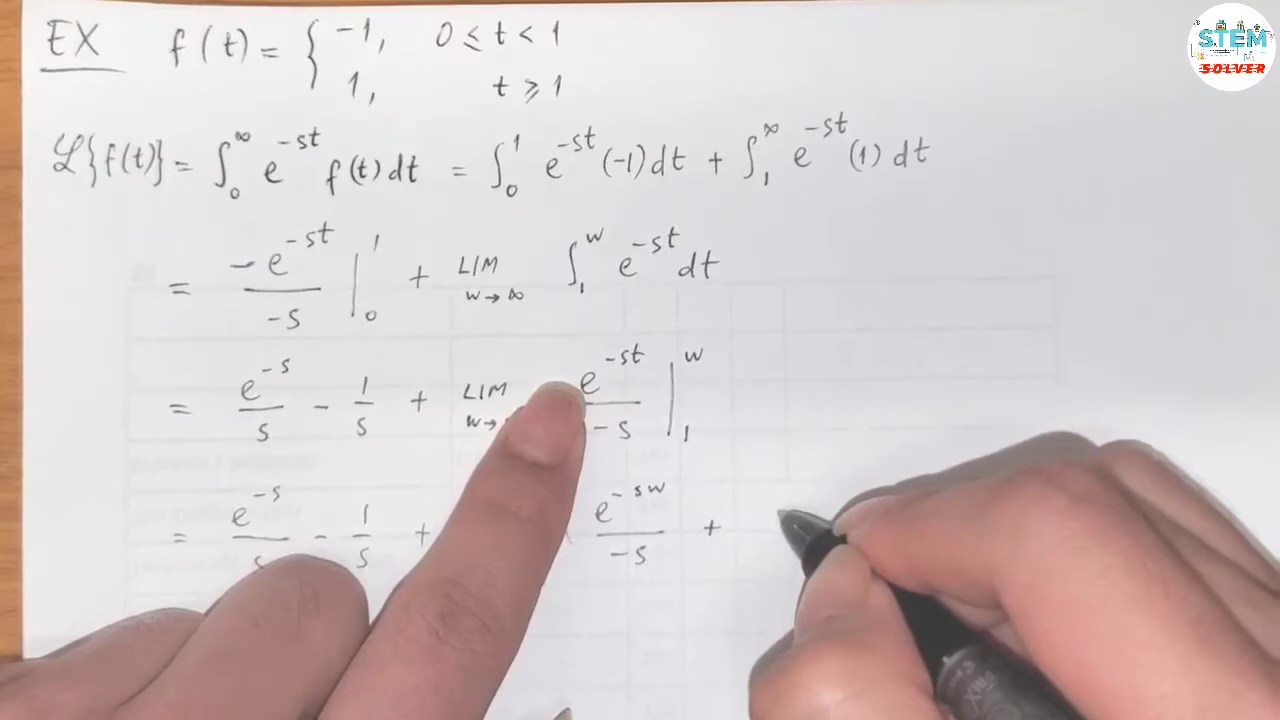 EX f(t) = { -1, 0 ≤ t < 1
1, t ⩾ 1
ℒ{f(t)} = ∫₀^∞ e^{-st} f(t) dt = ∫₀^1 e^{-st} (-1) dt + ∫₁^∞ e^{-st} (1) dt
= -e^{-st}/-s |₀^1 + LIM w→∞ ∫₁^w e^{-st} dt
= e^{-s}/s - 1/s + LIM w→ e^{-st}/-s |₁^w
= e^{-s}/s - 1/s + e^{-sw}/-s +
STEM
SOLVER